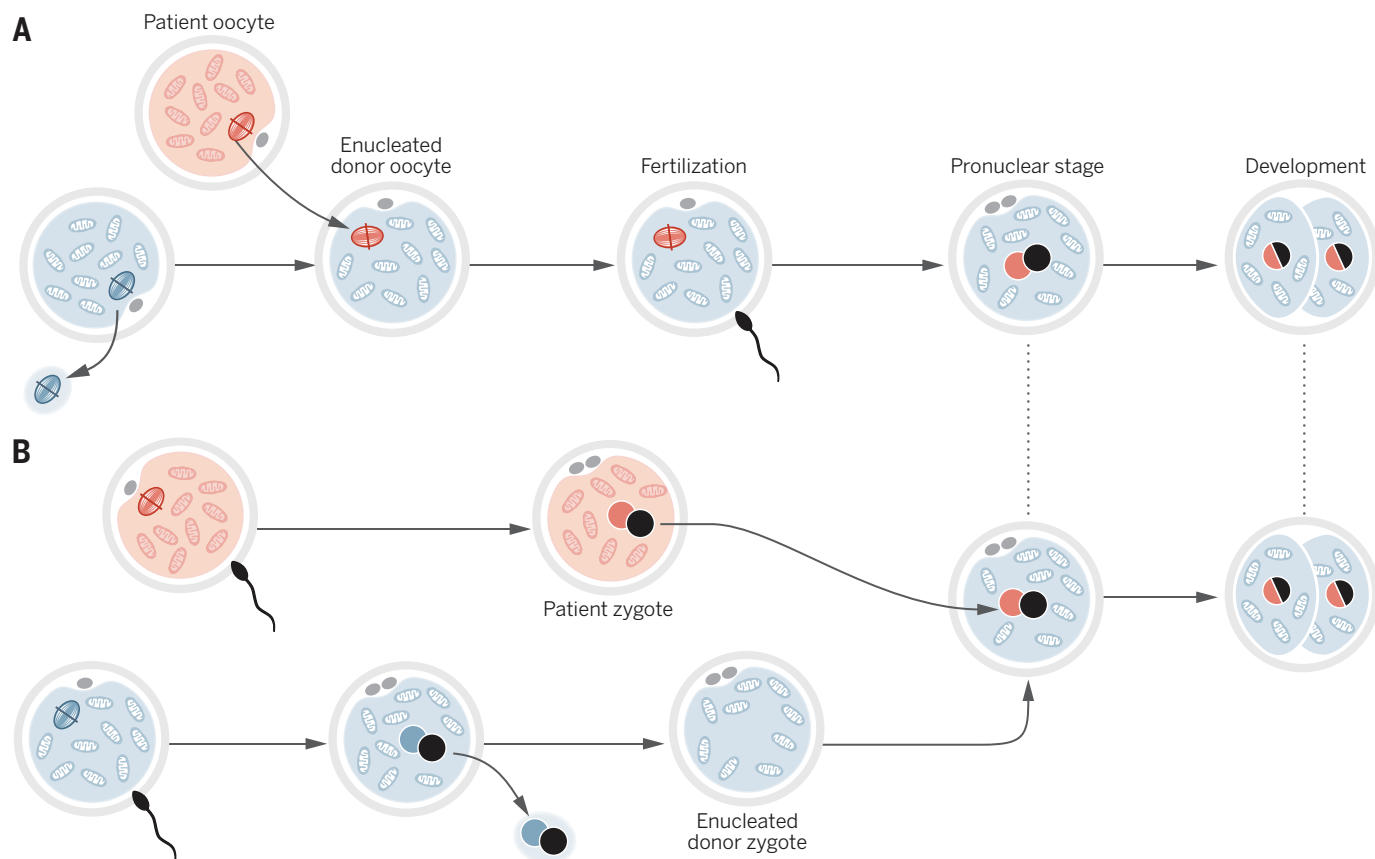 A
Patient oocyte
Enucleated
donor oocyte
Fertilization
Pronuclear stage
Development
B
Patient zygote
Enucleated
donor zygote